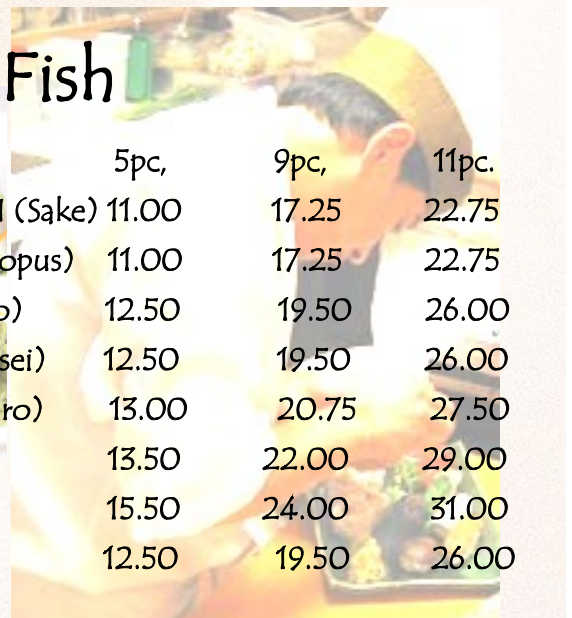 Fish
5pc, 9pc, 11pc.
(Sake) 11.00 17.25 22.75
opus) 11.00 17.25 22.75
o) 12.50 19.50 26.00
sei) 12.50 19.50 26.00
ro) 13.00 20.75 27.50
13.50 22.00 29.00
15.50 24.00 31.00
12.50 19.50 26.00